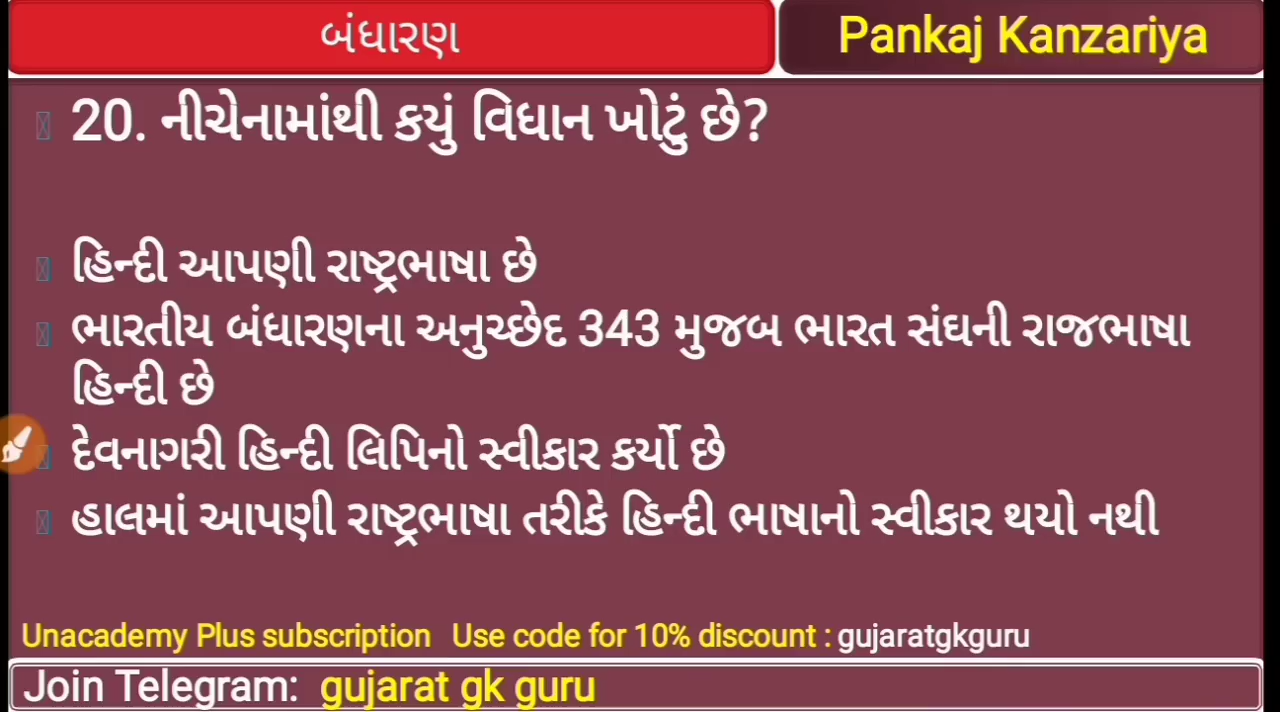 બંધારણ
Pankaj Kanzariya
20. નીચેનામાંથી કયું વિધાન ખોટું છે?
હિન્દી આપણી રાષ્ટ્રભાષા છે
ભારતીય બંધારણના અનુચ્છેદ 343 મુજબ ભારત સંઘની રાજભાષા
હિન્દી છે
દેવનાગરી હિન્દી લિપિનો સ્વીકાર કર્યો છે
હાલમાં આપણી રાષ્ટ્રભાષા તરીકે હિન્દી ભાષાનો સ્વીકાર થયો નથી
Unacademy Plus subscription Use code for 10% discount : gujaratgkguru
Join Telegram: gujarat gk guru